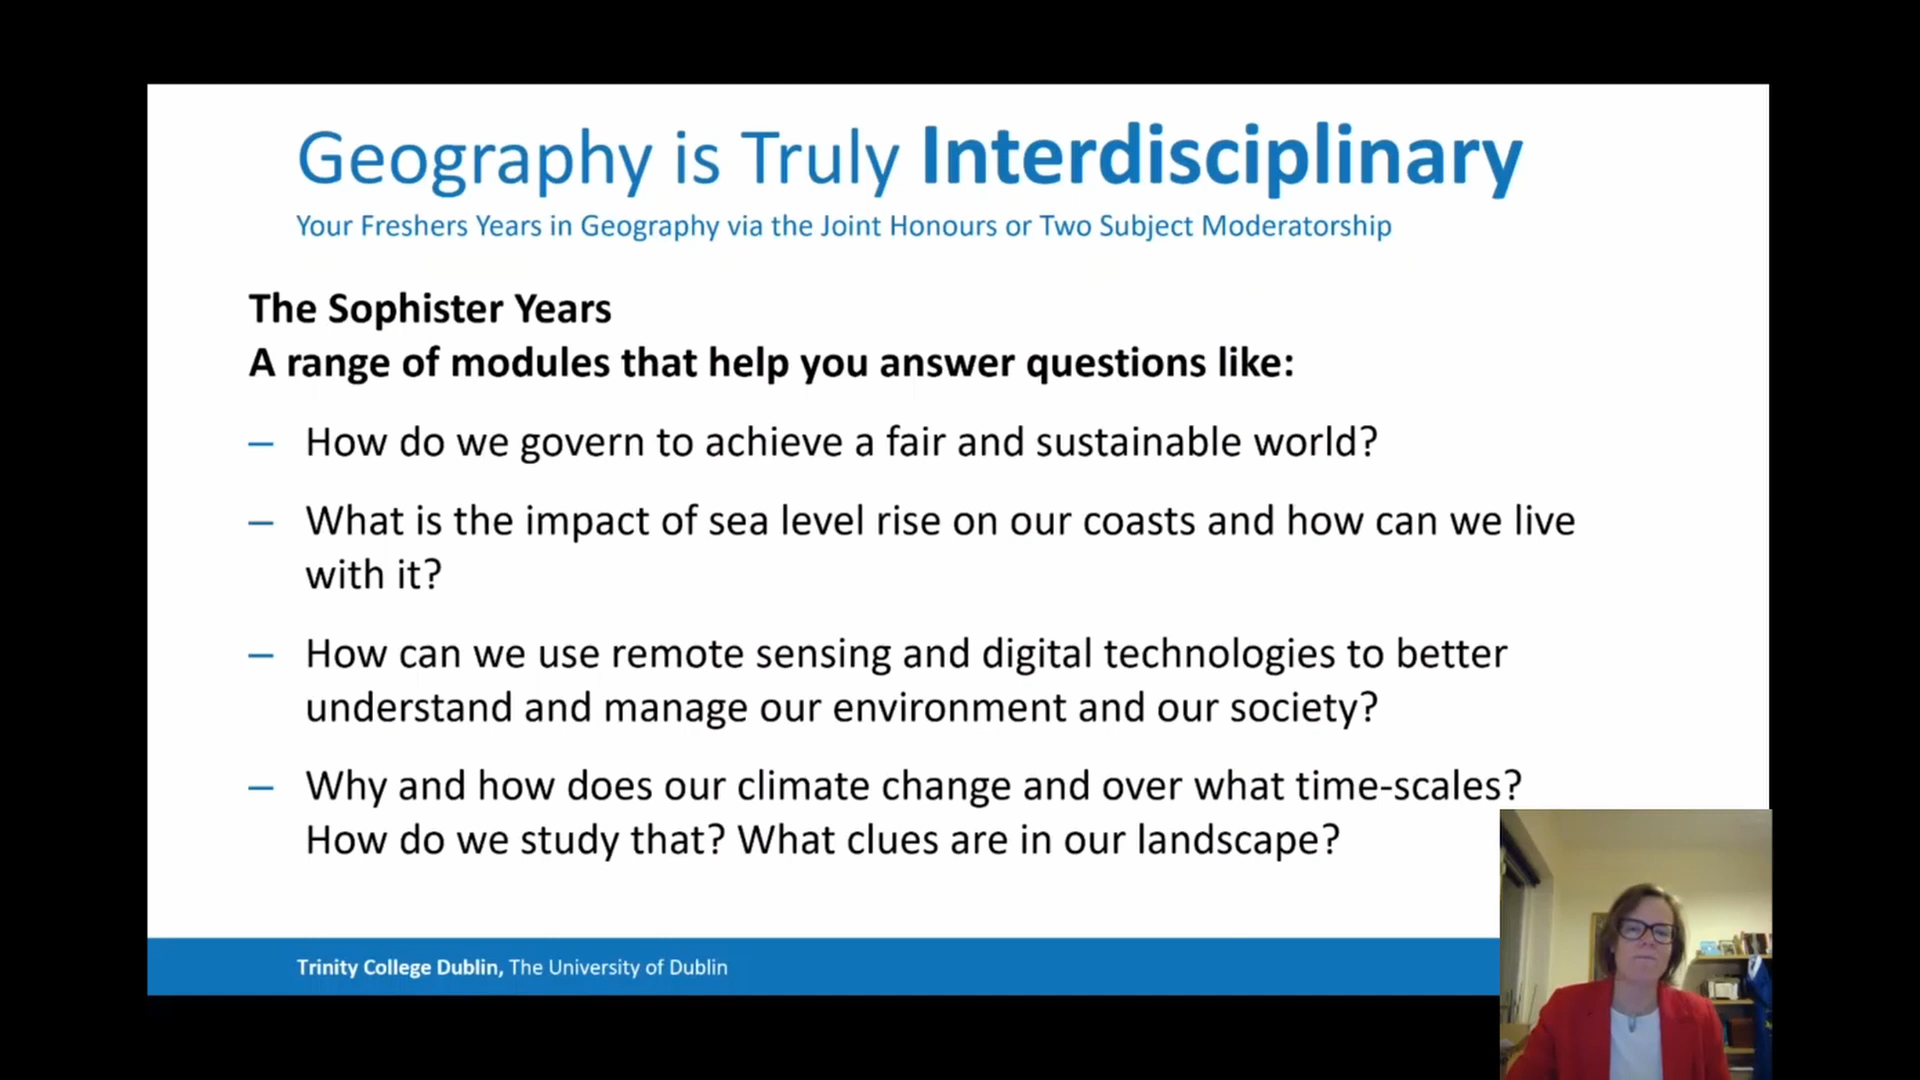 Geography is Truly Interdisciplinary
Your Freshers Years in Geography via the Joint Honours or Two Subject Moderatorship
The Sophister Years
A range of modules that help you answer questions like:
– How do we govern to achieve a fair and sustainable world?
– What is the impact of sea level rise on our coasts and how can we live
with it?
– How can we use remote sensing and digital technologies to better
understand and manage our environment and our society?
– Why and how does our climate change and over what time-scales?
How do we study that? What clues are in our landscape?
Trinity College Dublin, The University of Dublin